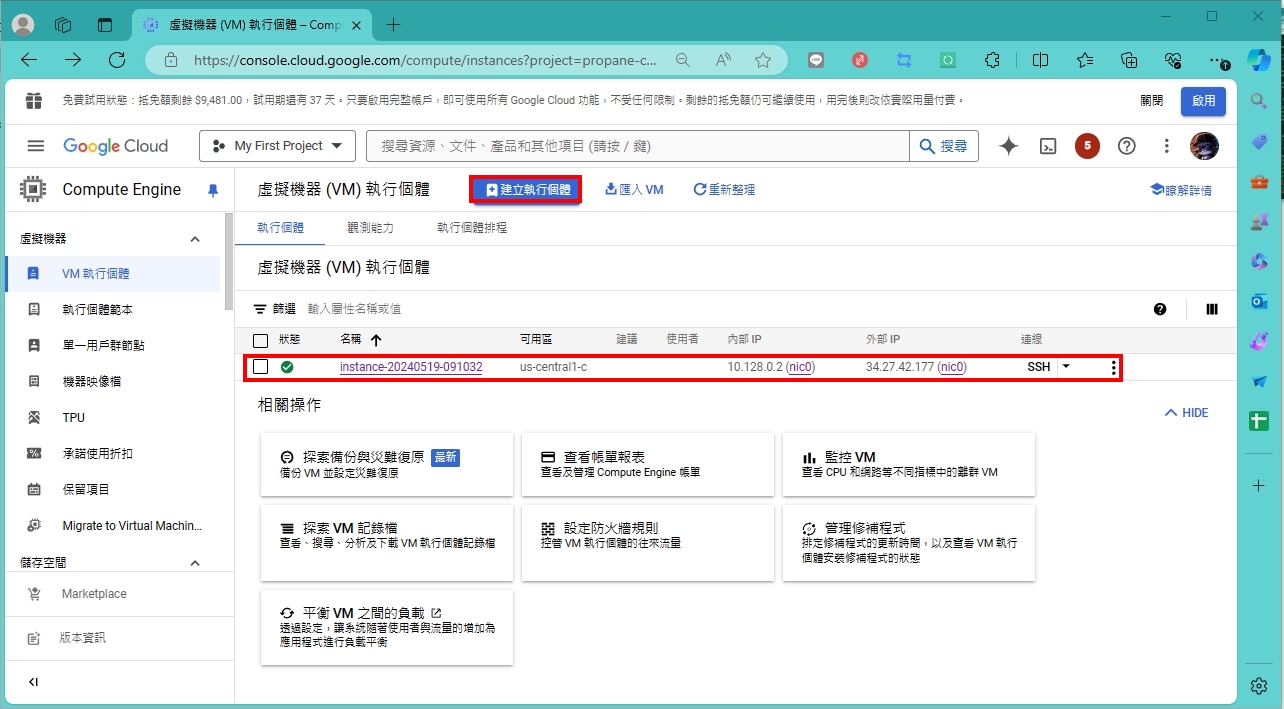 虛擬機器 (VM) 執行個體 – Comp
https://console.cloud.google.com/compute/instances?project=propane-c...
免費試用狀態：抵免額剩餘 $9,481.00，試用期還有 37 天。只要啟用完整帳戶，即可使用所有 Google Cloud 功能，不受任何限制。剩餘的抵免額仍可繼續使用，用完後則改依實際用量付費。
關閉
啟用
Google Cloud
My First Project
搜尋資源、文件、產品和其他項目 (請按 / 鍵)
搜尋
5
Compute Engine
虛擬機器 (VM) 執行個體
建立執行個體
匯入 VM
重新整理
瞭解詳情
虛擬機器
VM 執行個體
執行個體範本
單一用戶群節點
機器映像檔
TPU
承諾使用折扣
保留項目
Migrate to Virtual Machin...
儲存空間
Marketplace
版本資訊
執行個體
觀測能力
執行個體排程
虛擬機器 (VM) 執行個體
篩選
輸入屬性名稱或值
狀態
名稱
可用區
建議
使用者
內部 IP
外部 IP
連線
instance-20240519-091032
us-central1-c
10.128.0.2 (nic0)
34.27.42.177 (nic0)
SSH
相關操作
HIDE
探索備份與災難復原
最新
備份 VM 並設定災難復原
查看帳單報表
查看及管理 Compute Engine 帳單
監控 VM
查看 CPU 和網路等不同指標中的離群 VM
探索 VM 記錄檔
查看、搜尋、分析及下載 VM 執行個體記錄檔
設定防火牆規則
控管 VM 執行個體的往來流量
管理修補程式
排定修補程式的更新時間，以及查看 VM 執行
個體安裝修補程式的狀態
平衡 VM 之間的負載
透過設定，讓系統隨著使用者與流量的增加為
應用程式進行負載平衡